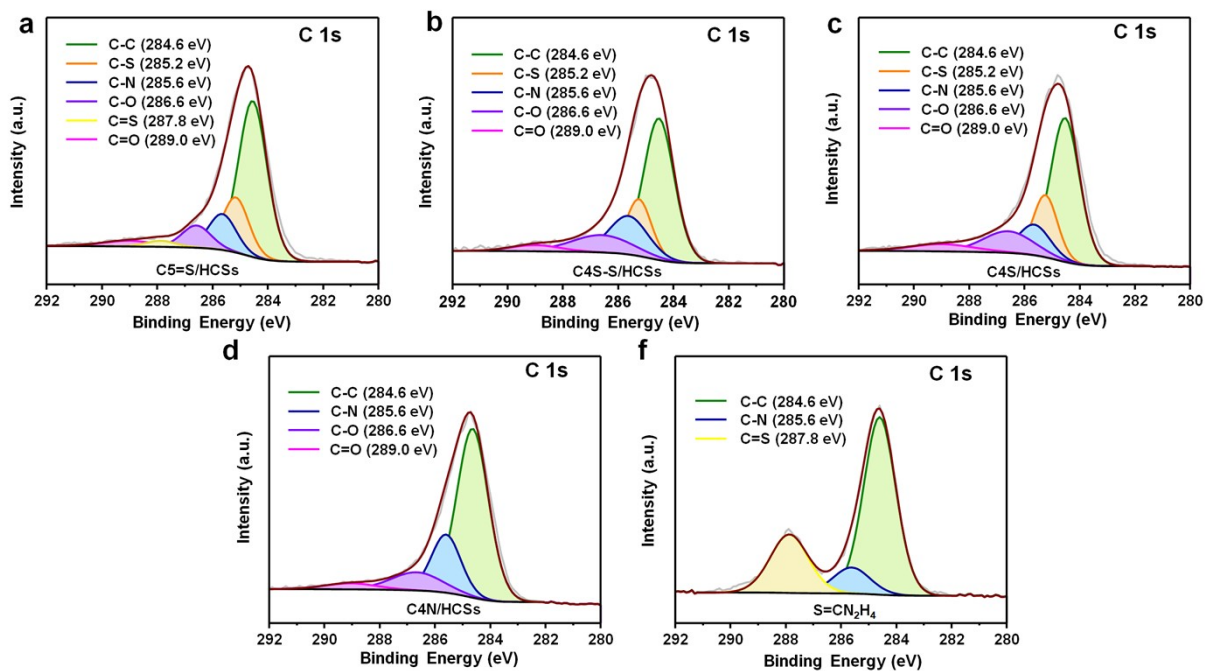 a
C 1s
C-C (284.6 eV)
C-S (285.2 eV)
C-N (285.6 eV)
C-O (286.6 eV)
C=S (287.8 eV)
C=O (289.0 eV)
Intensity (a.u.)
C5=S/HCSs
292 290 288 286 284 282 280
Binding Energy (eV)
b
C 1s
C-C (284.6 eV)
C-S (285.2 eV)
C-N (285.6 eV)
C-O (286.6 eV)
C=O (289.0 eV)
Intensity (a.u.)
C4S-S/HCSs
292 290 288 286 284 282 280
Binding Energy (eV)
c
C 1s
C-C (284.6 eV)
C-S (285.2 eV)
C-N (285.6 eV)
C-O (286.6 eV)
C=O (289.0 eV)
Intensity (a.u.)
C4S/HCSs
292 290 288 286 284 282 280
Binding Energy (eV)
d
C 1s
C-C (284.6 eV)
C-N (285.6 eV)
C-O (286.6 eV)
C=O (289.0 eV)
Intensity (a.u.)
C4N/HCSs
292 290 288 286 284 282 280
Binding Energy (eV)
f
C 1s
C-C (284.6 eV)
C-N (285.6 eV)
C=S (287.8 eV)
Intensity (a.u.)
S=CN₂H₄
292 290 288 286 284 282 280
Binding Energy (eV)